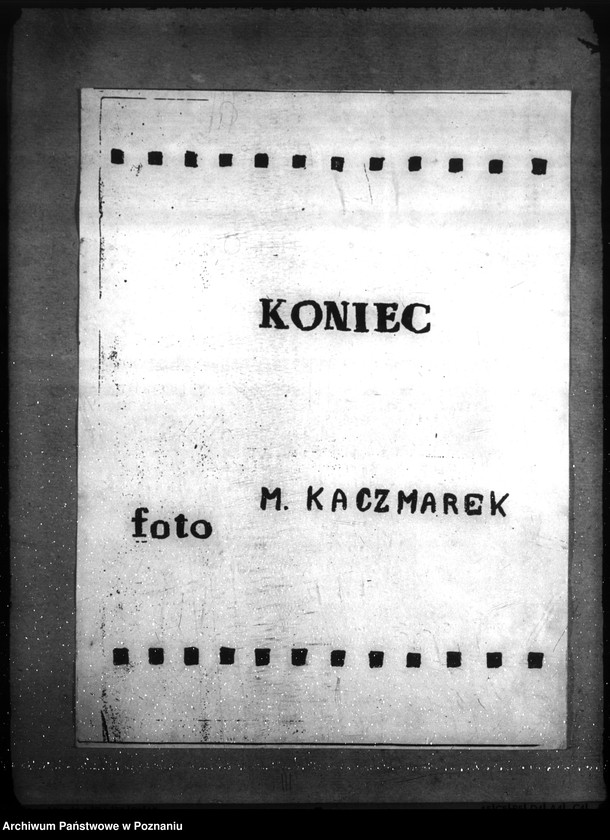 KONIEC
M. KACZMAREK
foto
Archiwum Państwowe w Poznaniu